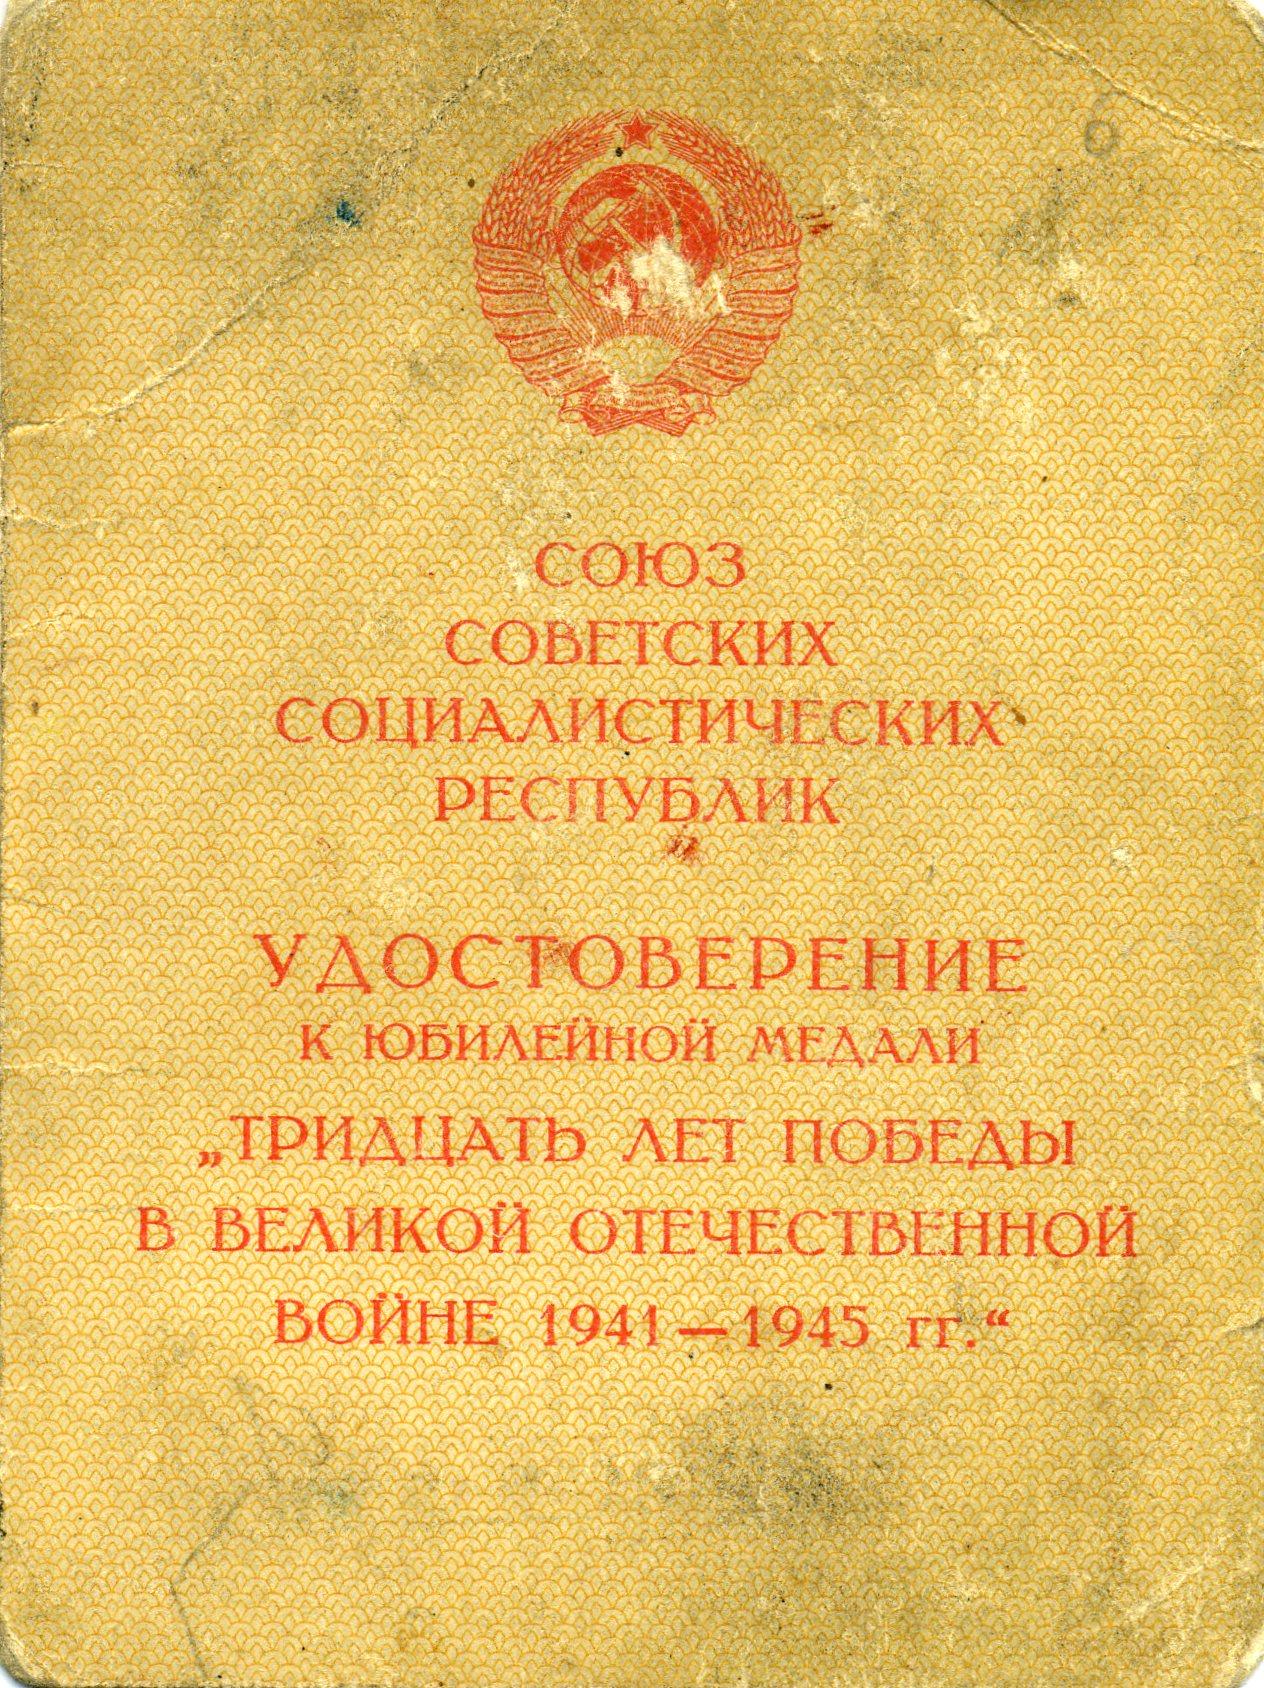 СОЮЗ
СОВЕТСКИХ
СОЦИАЛИСТИЧЕСКИХ
РЕСПУБЛИК
УДОСТОВЕРЕНИЕ
К ЮБИЛЕЙНОЙ МЕДАЛИ
„ТРИДЦАТЬ ЛЕТ ПОБЕДЫ
В ВЕЛИКОЙ ОТЕЧЕСТВЕННОЙ
ВОЙНЕ 1941—1945 гг.“